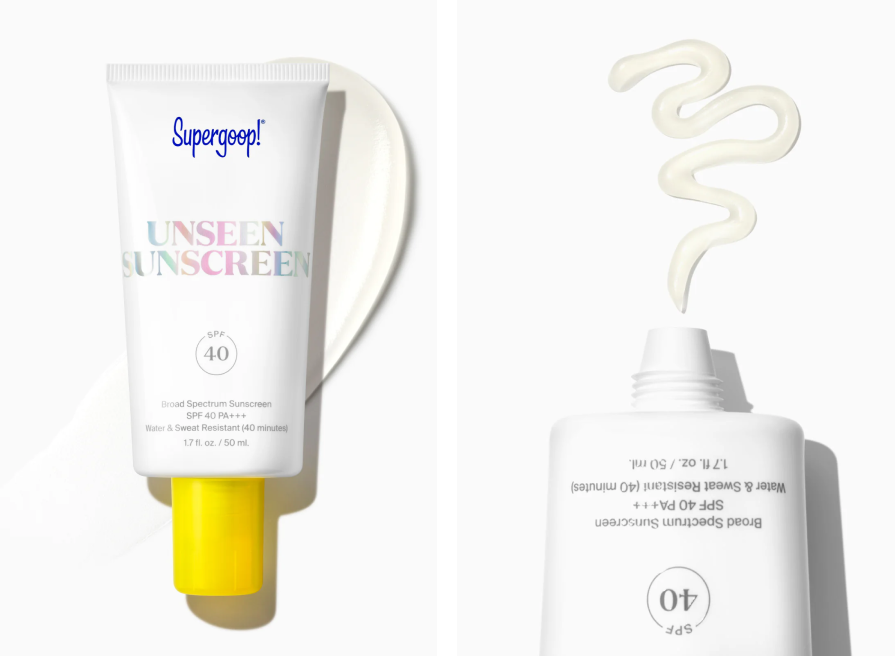 Supergoop!®
UNSEEN
SUNSCREEN
SPF
40
Broad Spectrum Sunscreen
SPF 40 PA+++
Water & Sweat Resistant (40 minutes)
1.7 fl. oz. / 50 ml.
SPF
40
Broad Spectrum Sunscreen
SPF 40 PA+++
Water & Sweat Resistant (40 minutes)
1.7 fl. oz. / 50 ml.